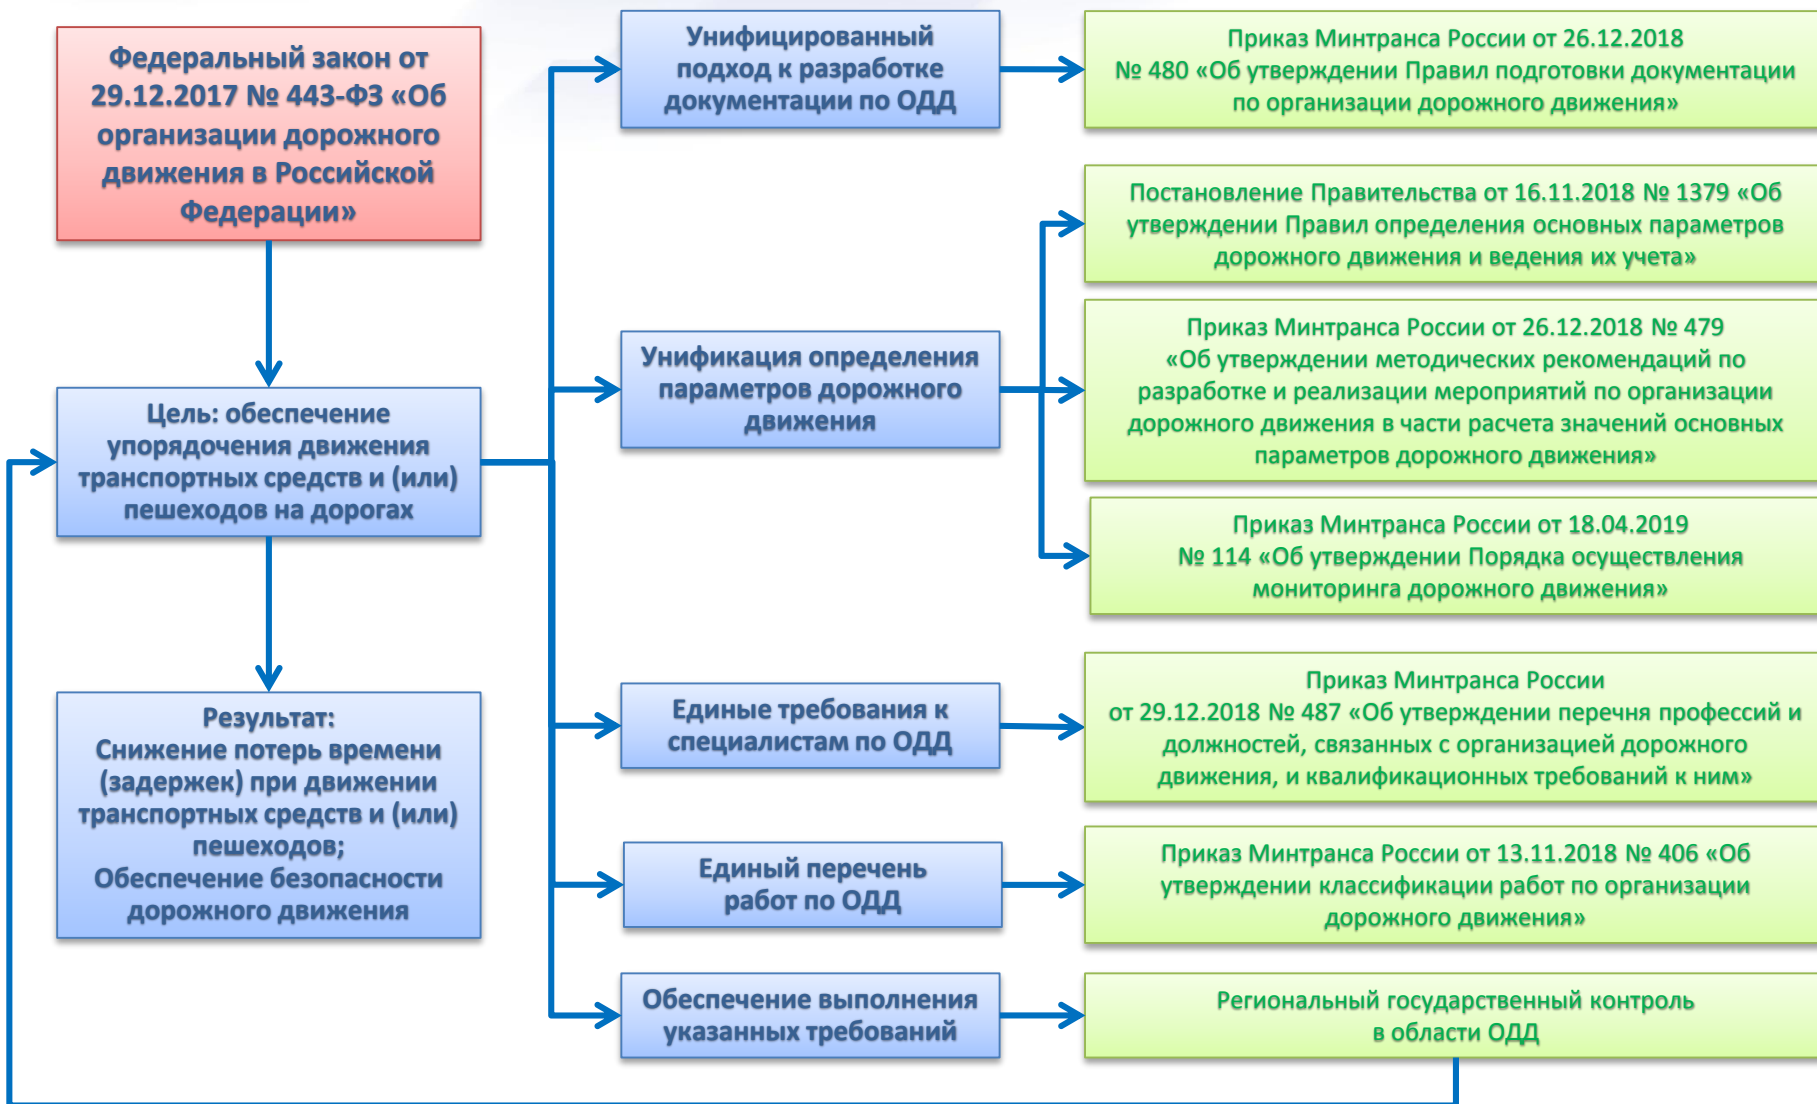 Федеральный закон от
29.12.2017 № 443-ФЗ «Об
организации дорожного
движения в Российской
Федерации»
Цель: обеспечение
упорядочения движения
транспортных средств и (или)
пешеходов на дорогах
Результат:
Снижение потерь времени
(задержек) при движении
транспортных средств и (или)
пешеходов;
Обеспечение безопасности
дорожного движения
Унифицированный
подход к разработке
документации по ОДД
Приказ Минтранса России от 26.12.2018
№ 480 «Об утверждении Правил подготовки документации
по организации дорожного движения»
Унификация определения
параметров дорожного
движения
Постановление Правительства от 16.11.2018 № 1379 «Об
утверждении Правил определения основных параметров
дорожного движения и ведения их учета»
Приказ Минтранса России от 26.12.2018 № 479
«Об утверждении методических рекомендаций по
разработке и реализации мероприятий по организации
дорожного движения в части расчета значений основных
параметров дорожного движения»
Приказ Минтранса России от 18.04.2019
№ 114 «Об утверждении Порядка осуществления
мониторинга дорожного движения»
Единые требования к
специалистам по ОДД
Приказ Минтранса России
от 29.12.2018 № 487 «Об утверждении перечня профессий и
должностей, связанных с организацией дорожного
движения, и квалификационных требований к ним»
Единый перечень
работ по ОДД
Приказ Минтранса России от 13.11.2018 № 406 «Об
утверждении классификации работ по организации
дорожного движения»
Обеспечение выполнения
указанных требований
Региональный государственный контроль
в области ОДД